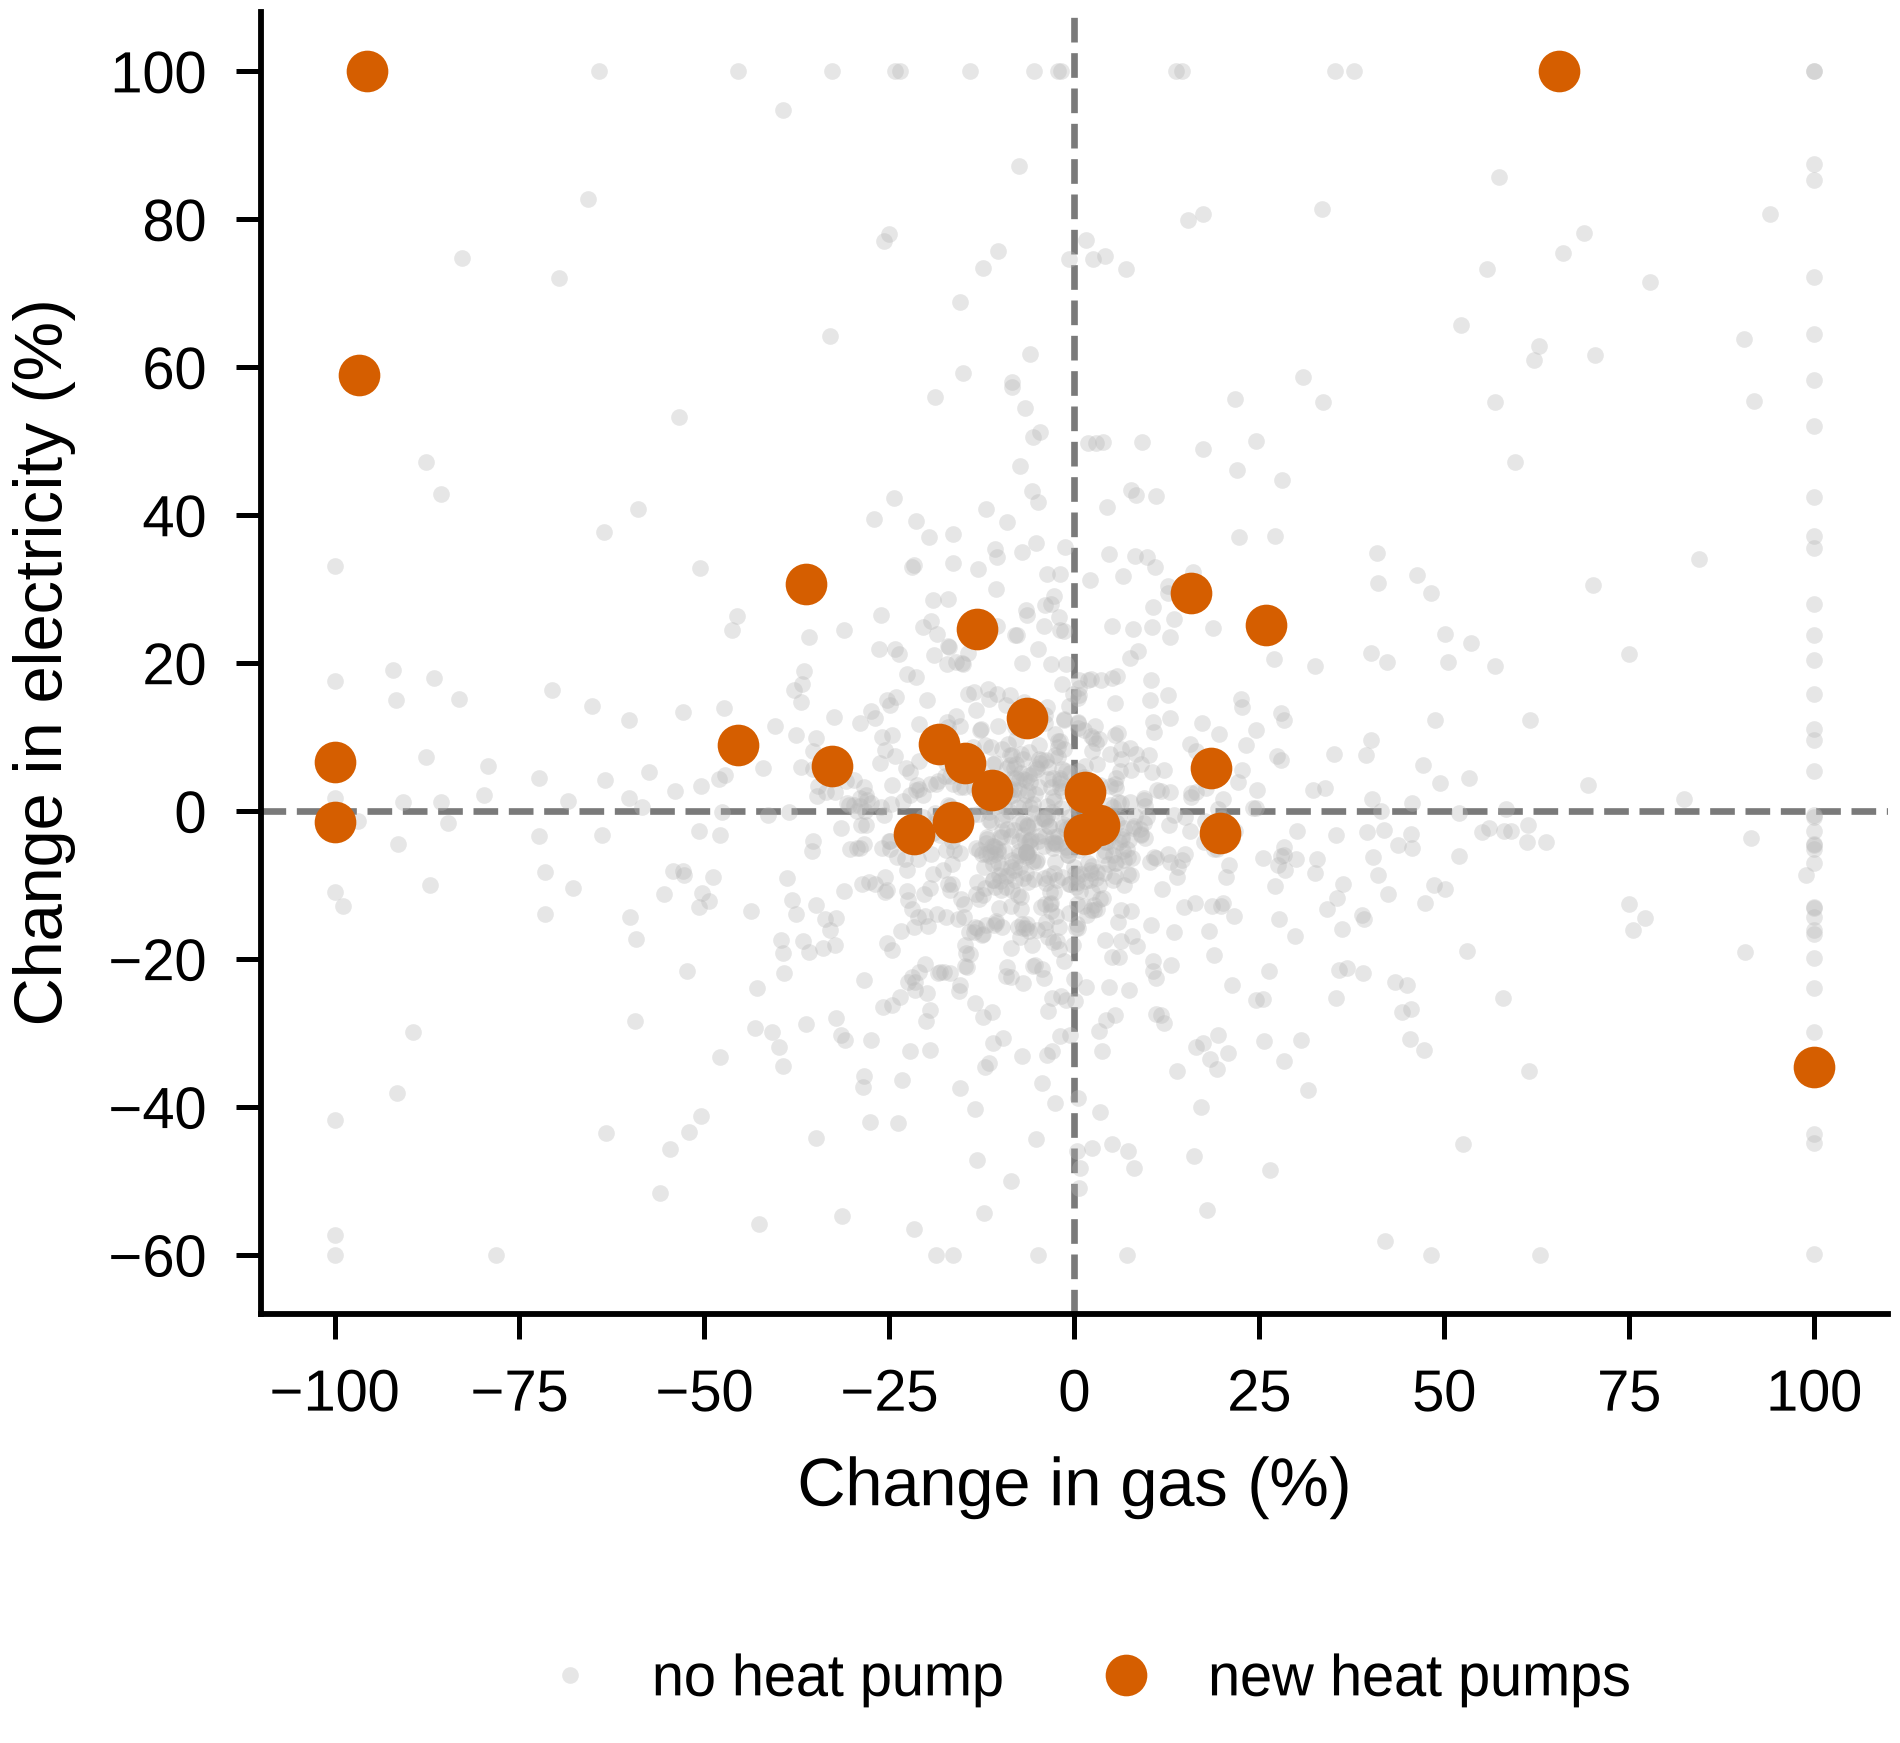 Change in electricity (%)
100
80
60
40
20
0
−20
−40
−60
−100 −75 −50 −25 0 25 50 75 100
Change in gas (%)
no heat pump new heat pumps